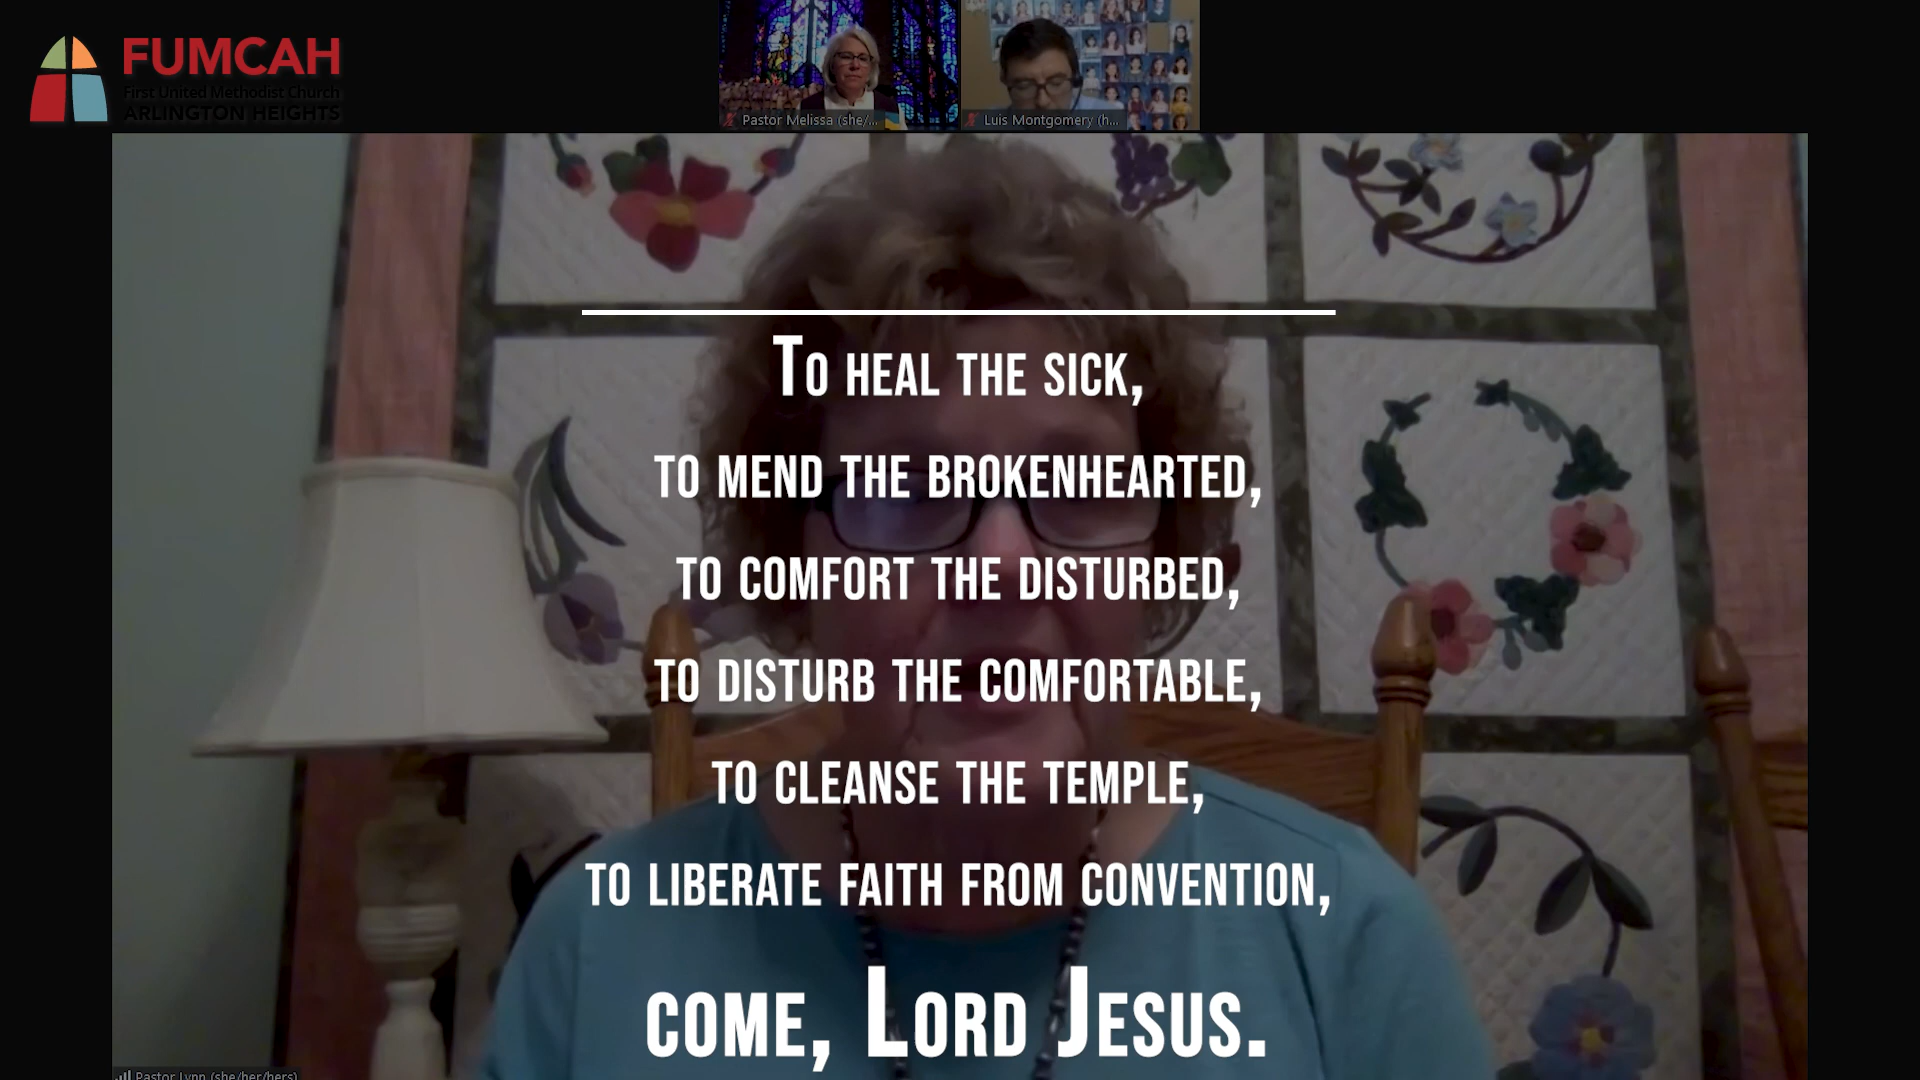 FUMCAH
First United Methodist Church
ARLINGTON HEIGHTS
Pastor Melissa (she/...
Luis Montgomery (h...
To heal the sick,
to mend the brokenhearted,
to comfort the disturbed,
to disturb the comfortable,
to cleanse the temple,
to liberate faith from convention,
come, Lord Jesus.
Pastor Lynn (she/her/hers)